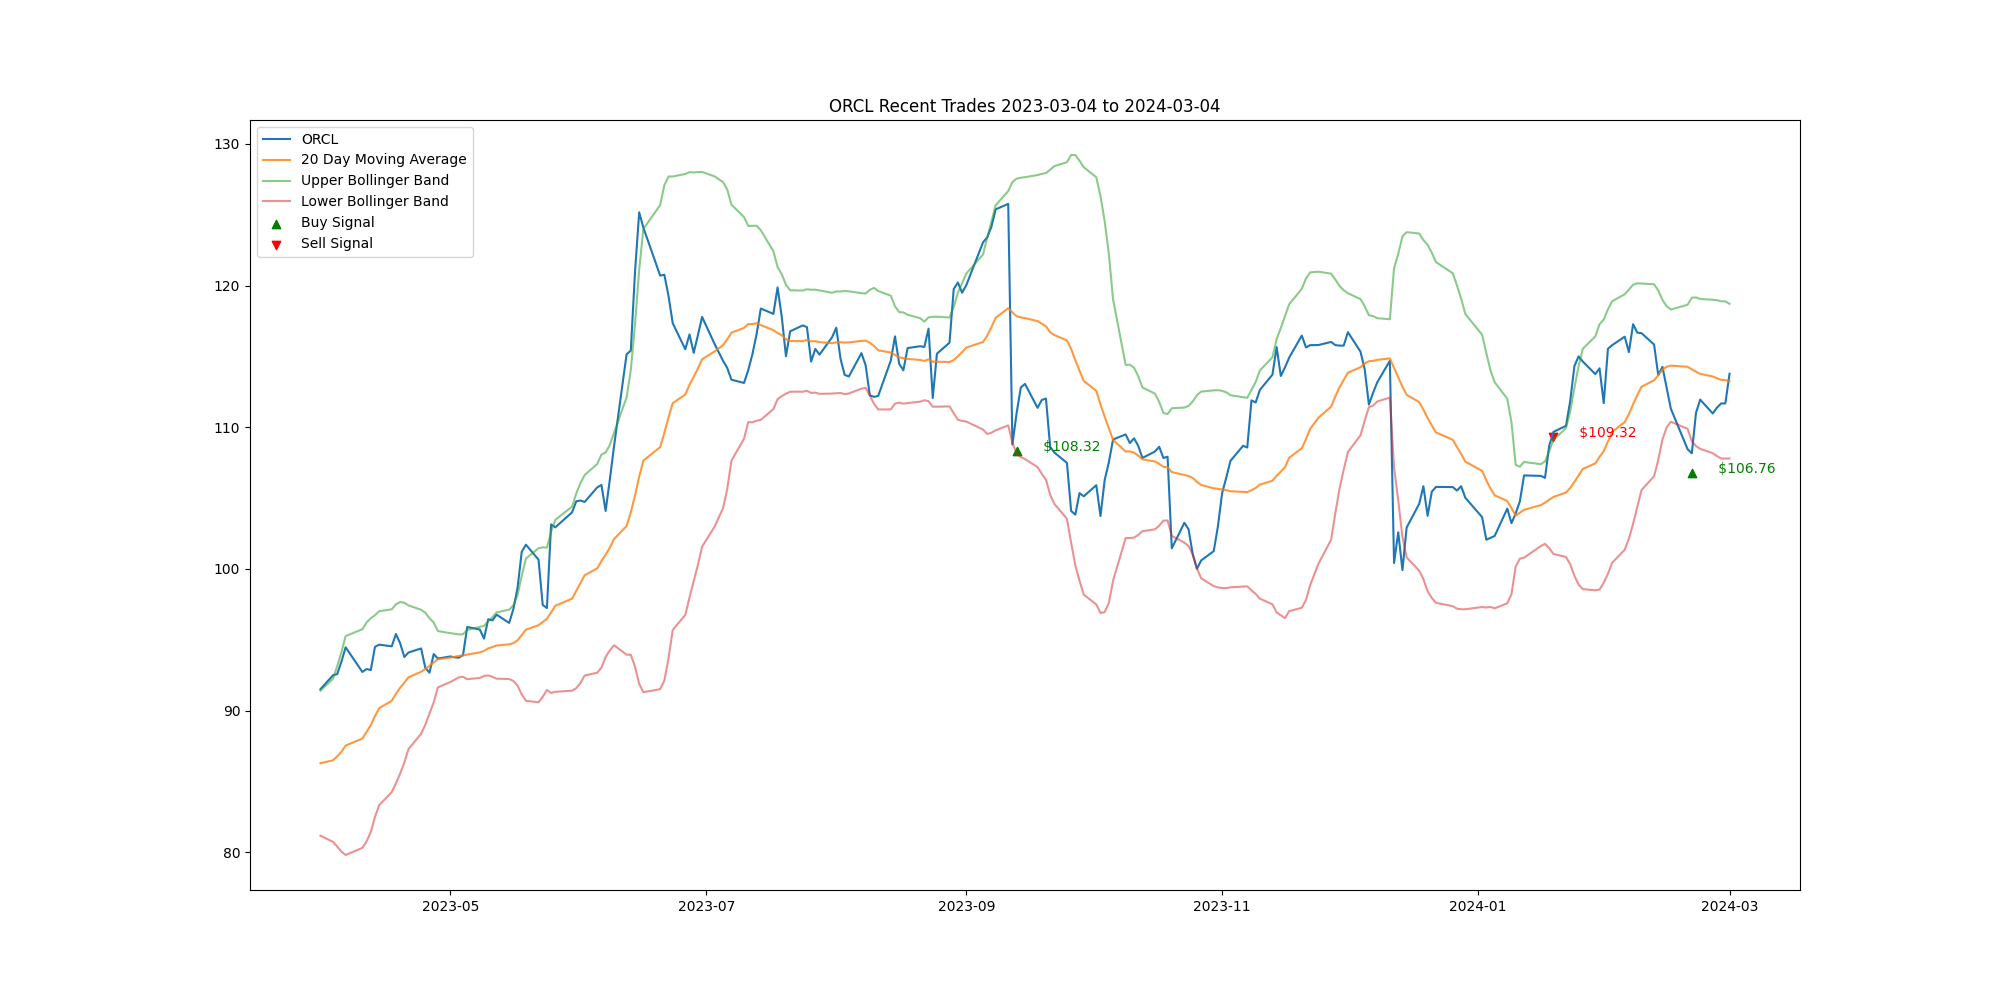 ORCL Recent Trades 2023-03-04 to 2024-03-04
ORCL
20 Day Moving Average
Upper Bollinger Band
Lower Bollinger Band
Buy Signal
Sell Signal
130
120
110
100
90
80
$108.32
$109.32
$106.76
2023-05
2023-07
2023-09
2023-11
2024-01
2024-03